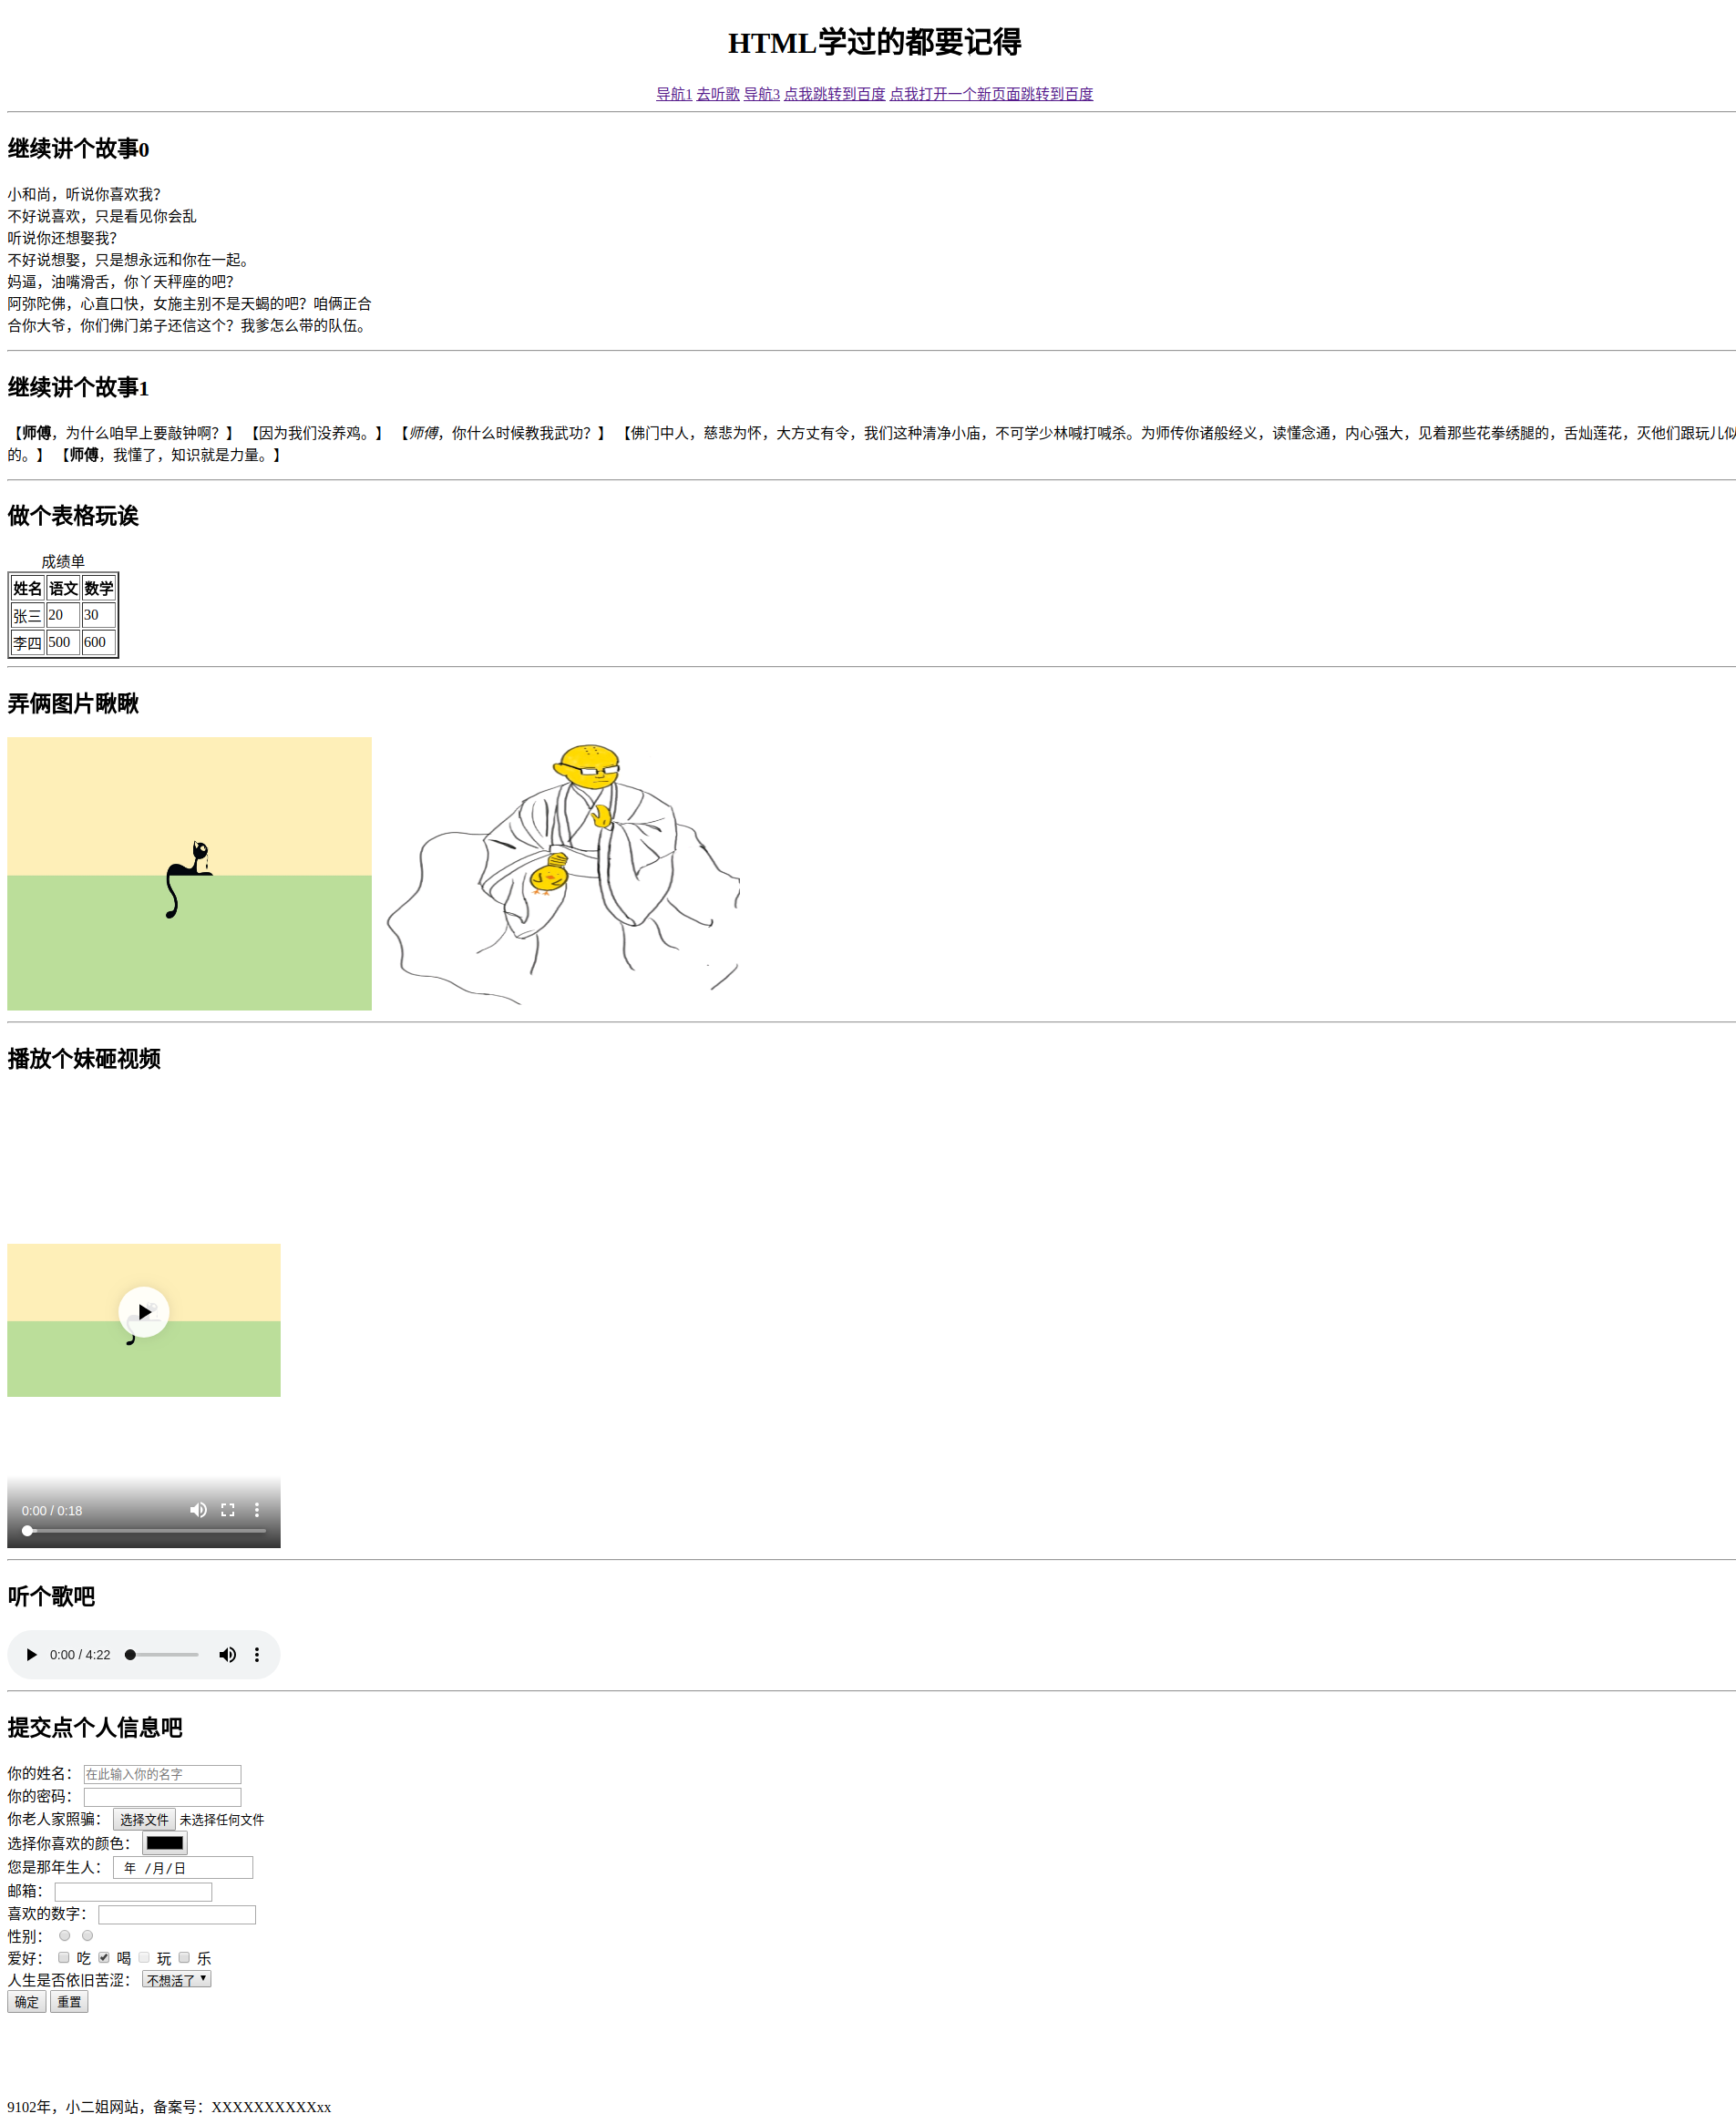 HTML学过的都要记得
导航1 去听歌 导航3 点我跳转到百度 点我打开一个新页面跳转到百度
继续讲个故事0
小和尚，听说你喜欢我？
不好说喜欢，只是看见你会乱
听说你还想娶我？
不好说想娶，只是想永远和你在一起。
妈逼，油嘴滑舌，你丫天秤座的吧？
阿弥陀佛，心直口快，女施主别不是天蝎的吧？咱俩正合
合你大爷，你们佛门弟子还信这个？我爹怎么带的队伍。
继续讲个故事1
【师傅，为什么咱早上要敲钟啊？】 【因为我们没养鸡。】 【师傅，你什么时候教我武功？】 【佛门中人，慈悲为怀，大方丈有令，我们这种清净小庙，不可学少林喊打喊杀。为师传你诸般经义，读懂念通，内心强大，见着那些花拳绣腿的，舌灿莲花，灭他们跟玩儿似
的。】 【师傅，我懂了，知识就是力量。】
做个表格玩诶
成绩单
姓名 语文 数学
张三 20 30
李四 500 600
弄俩图片瞅瞅
播放个妹砸视频
0:00 / 0:18
听个歌吧
0:00 / 4:22
提交点个人信息吧
你的姓名： 在此输入你的名字
你的密码：
你老人家照骗： 选择文件 未选择任何文件
选择你喜欢的颜色：
您是那年生人： 年 /月/日
邮箱：
喜欢的数字：
性别：
爱好： 吃 喝 玩 乐
人生是否依旧苦涩： 不想活了
确定 重置
9102年，小二姐网站，备案号：XXXXXXXXXXxx